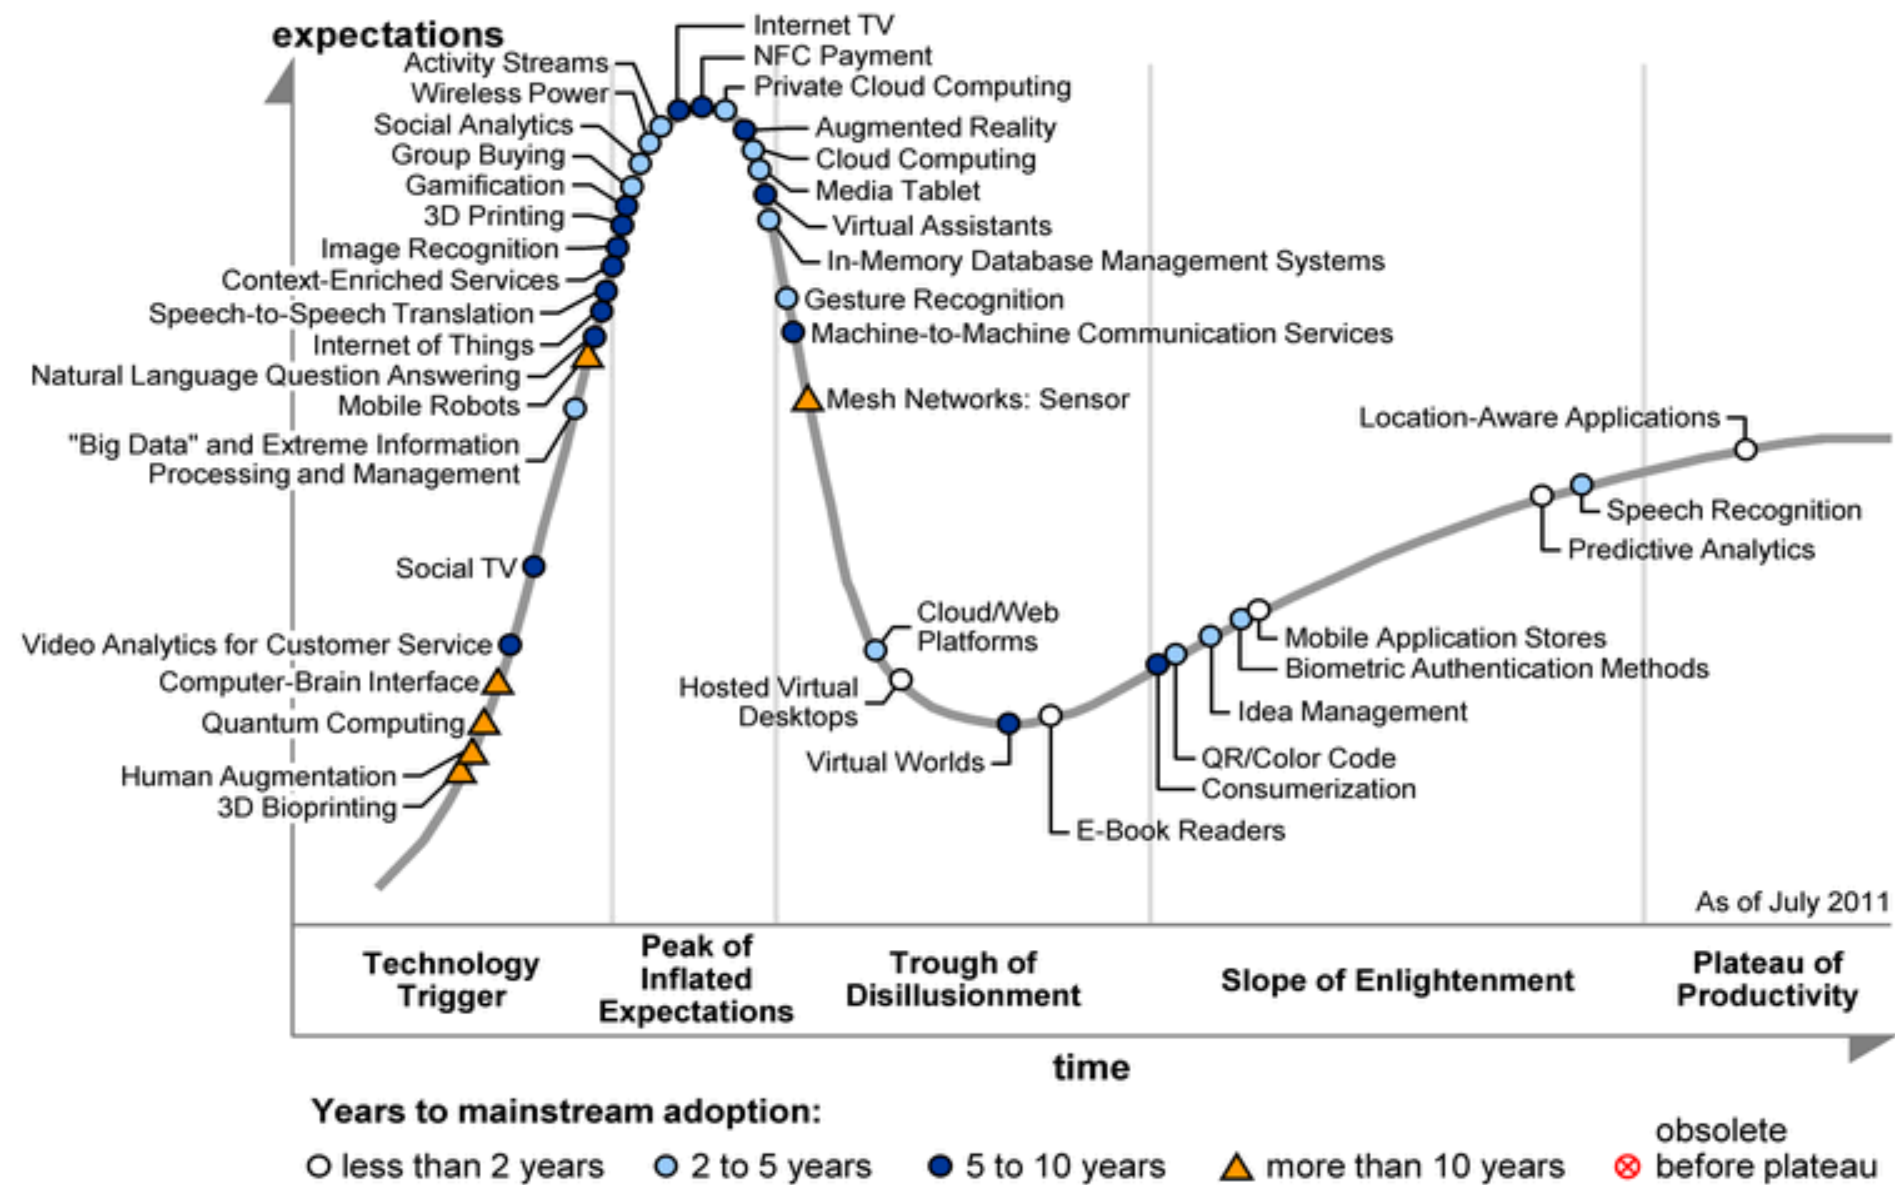 expectations
Activity Streams
Wireless Power
Social Analytics
Group Buying
Gamification
3D Printing
Image Recognition
Context-Enriched Services
Speech-to-Speech Translation
Internet of Things
Natural Language Question Answering
Mobile Robots
"Big Data" and Extreme Information
Processing and Management
Social TV
Video Analytics for Customer Service
Computer-Brain Interface
Quantum Computing
Human Augmentation
3D Bioprinting
Internet TV
NFC Payment
Private Cloud Computing
Augmented Reality
Cloud Computing
Media Tablet
Virtual Assistants
In-Memory Database Management Systems
Gesture Recognition
Machine-to-Machine Communication Services
Mesh Networks: Sensor
Cloud/Web
Platforms
Hosted Virtual
Desktops
Virtual Worlds
E-Book Readers
Consumerization
QR/Color Code
Idea Management
Biometric Authentication Methods
Mobile Application Stores
Predictive Analytics
Speech Recognition
Location-Aware Applications
As of July 2011
Technology
Trigger
Peak of
Inflated
Expectations
Trough of
Disillusionment
Slope of Enlightenment
Plateau of
Productivity
time
Years to mainstream adoption:
less than 2 years
2 to 5 years
5 to 10 years
more than 10 years
obsolete
before plateau